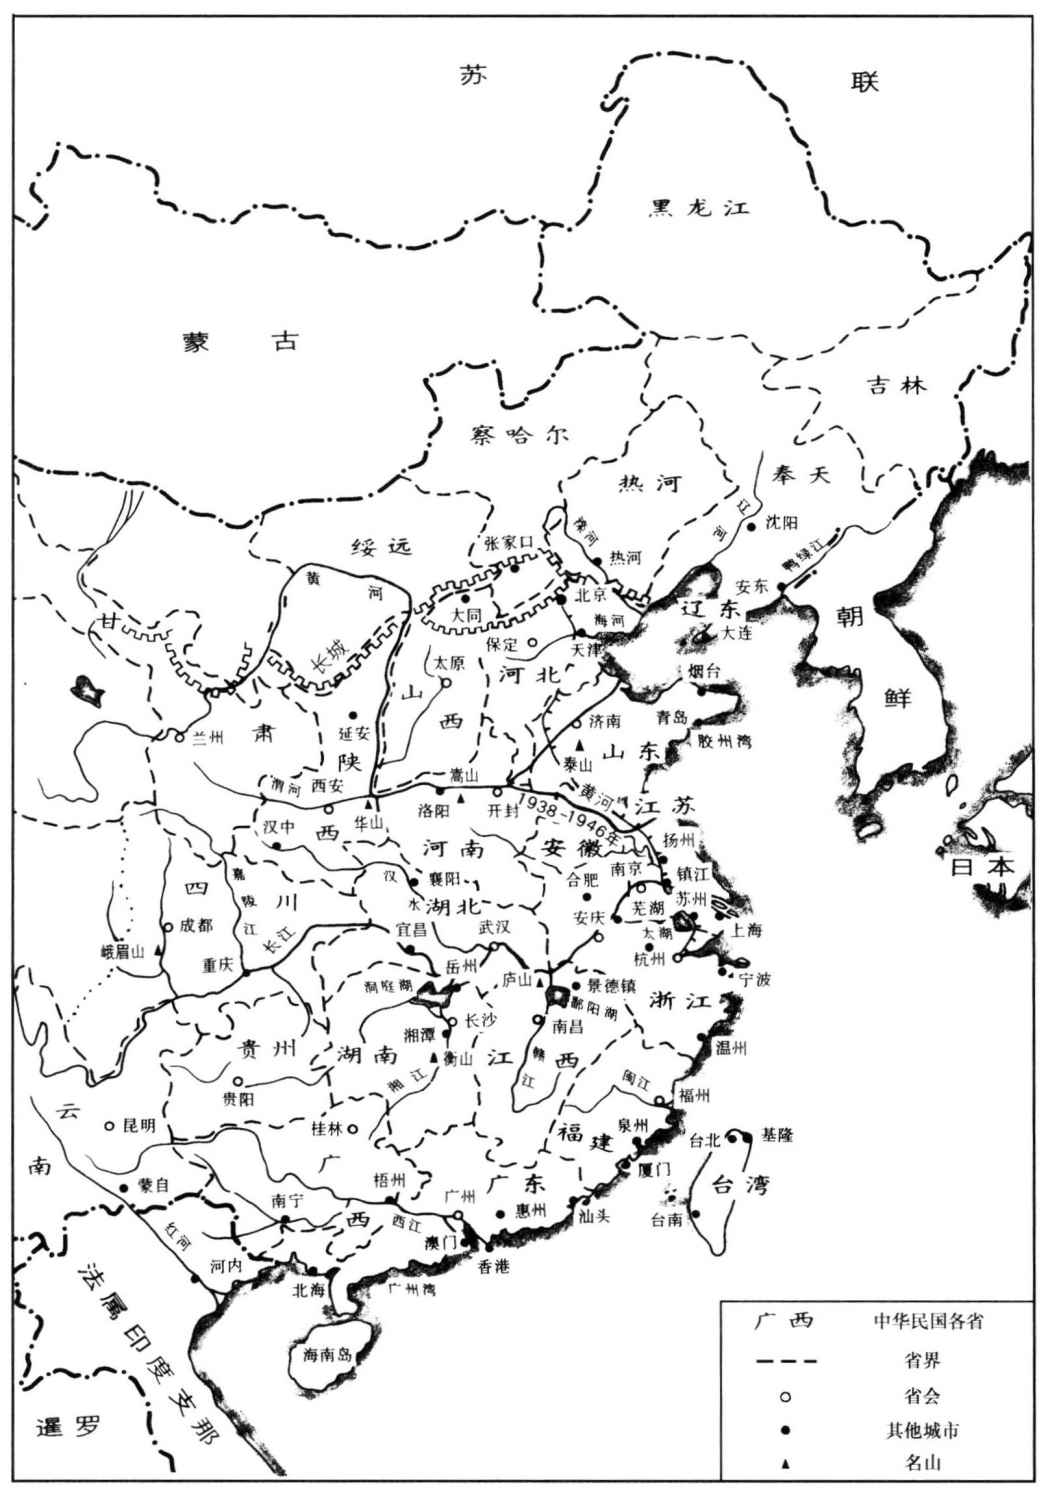 苏 联
黑龙江
蒙 古
吉林
察哈尔
热河
奉天
辽河
沈阳
滦河
绥远
张家口
热河
鸭绿江
黄河
安东
大同
北京
辽东
朝鲜
甘肃
海河
大连
长城
保定
天津
太原
河北
烟台
山西
济南
青岛
兰州
延安
胶州湾
陕西
泰山
山东
渭河
西安
嵩山
黄河
江苏
洛阳
开封
1938-1946年
华山
汉中
河南
安徽
扬州
南京
镇江
四川
嘉陵江
汉水
襄阳
合肥
苏州
湖北
芜湖
成都
长江
宜昌
武汉
安庆
太湖
上海
日本
峨眉山
重庆
岳州
庐山
杭州
宁波
洞庭湖
景德镇
浙江
鄱阳湖
长沙
南昌
湘潭
温州
贵州
湖南
衡山
江西
赣江
湘江
闽江
贵阳
福州
云南
昆明
桂林
泉州
福建
台北
基隆
广西
厦门
蒙自
梧州
广东
台湾
南宁
广州
惠州
汕头
台南
西江
红河
澳门
香港
河内
北海
广州湾
法属印度支那
海南岛
暹罗
广西 中华民国各省
省界
省会
其他城市
名山